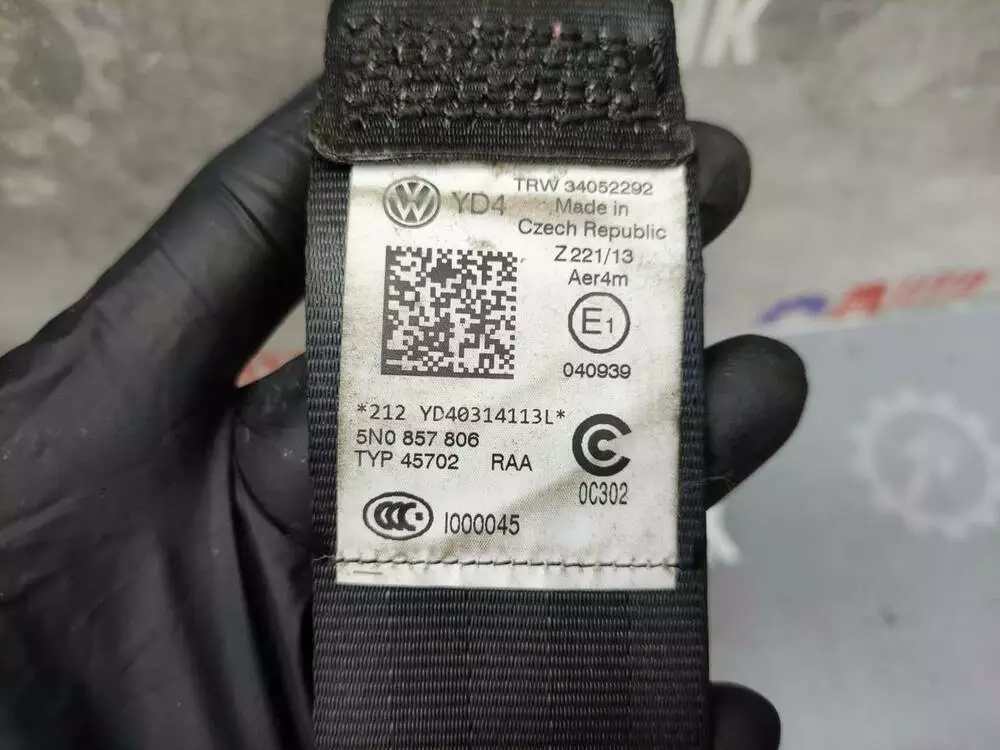 YD4
TRW 34052292
Made in
Czech Republic
Z 221/13
Aer4m
E1
040939
*212 YD40314113L*
5N0 857 806
TYP 45702 RAA
0C302
CCC
I000045